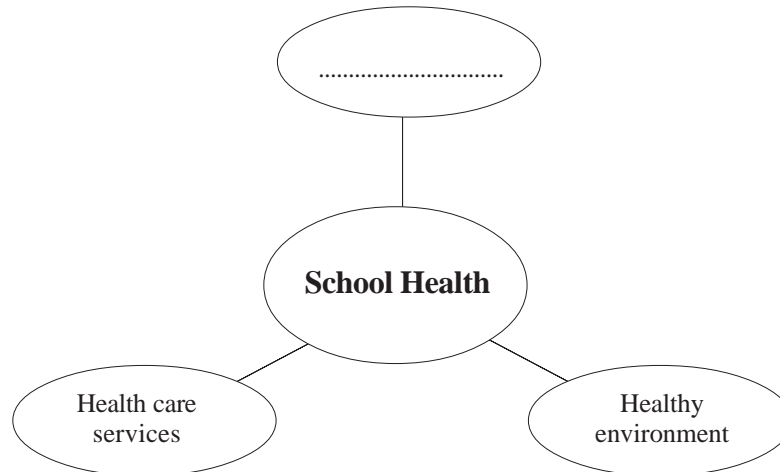 ................................
School Health
Health care
services
Healthy
environment